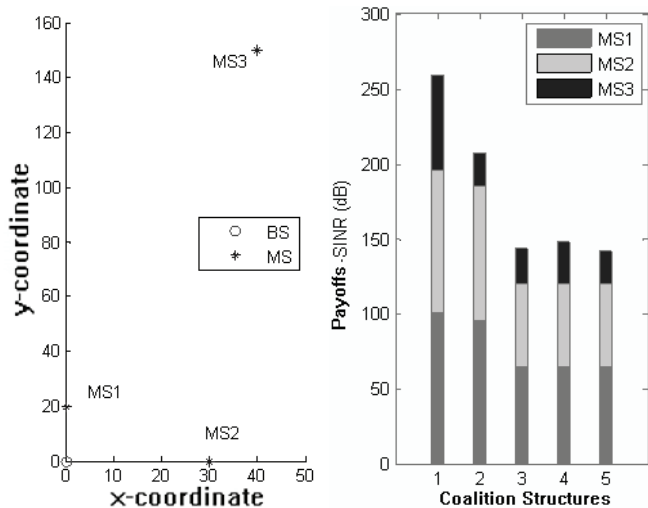 160
140
120
100
80
60
40
20
0
y-coordinate
MS3
BS
MS
MS1
MS2
0 10 20 30 40 50
x-coordinate
300
250
200
150
100
50
0
Payoffs -SINR (dB)
MS1
MS2
MS3
1 2 3 4 5
Coalition Structures